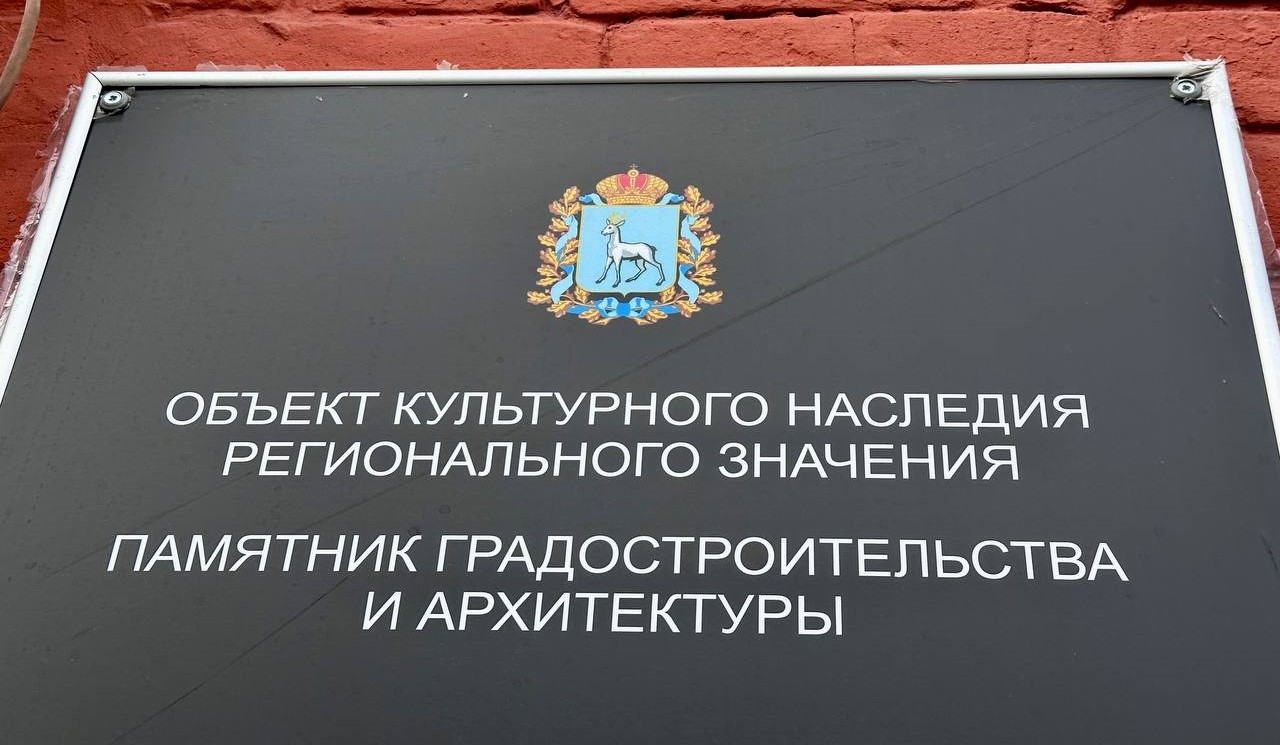 ОБЪЕКТ КУЛЬТУРНОГО НАСЛЕДИЯ
РЕГИОНАЛЬНОГО ЗНАЧЕНИЯ
ПАМЯТНИК ГРАДОСТРОИТЕЛЬСТВА
И АРХИТЕКТУРЫ